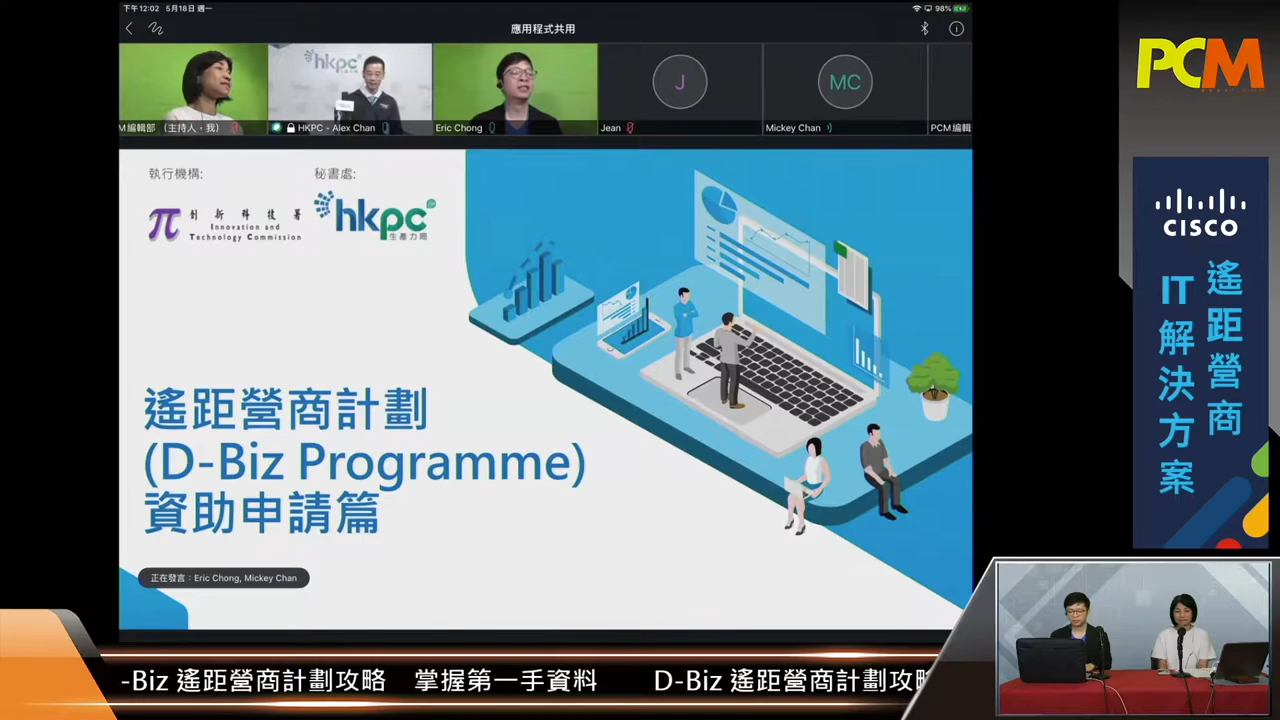 下午12:02 5月18日 週一
98%
應用程式共用
hkpc
hkpc
M編輯部 (主持人，我)
HKPC - Alex Chan
Eric Chong
J
Jean
MC
Mickey Chan
PCM編輯
執行機構:
秘書處:
創新科技署
Innovation and
Technology Commission
hkpc
生產力局
遙距營商計劃
(D-Biz Programme)
資助申請篇
正在發言：Eric Chong, Mickey Chan
PCM
CISCO
遙距營商
IT解決方案
-Biz 遙距營商計劃攻略 掌握第一手資料 D-Biz 遙距營商計劃攻略